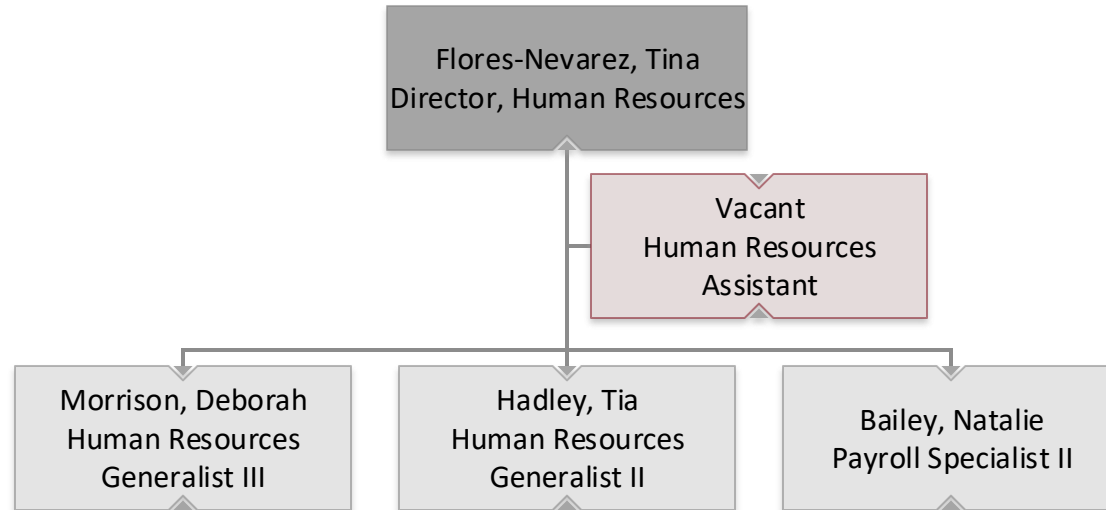 Flores-Nevarez, Tina
Director, Human Resources
Vacant
Human Resources
Assistant
Morrison, Deborah
Human Resources
Generalist III
Hadley, Tia
Human Resources
Generalist II
Bailey, Natalie
Payroll Specialist II